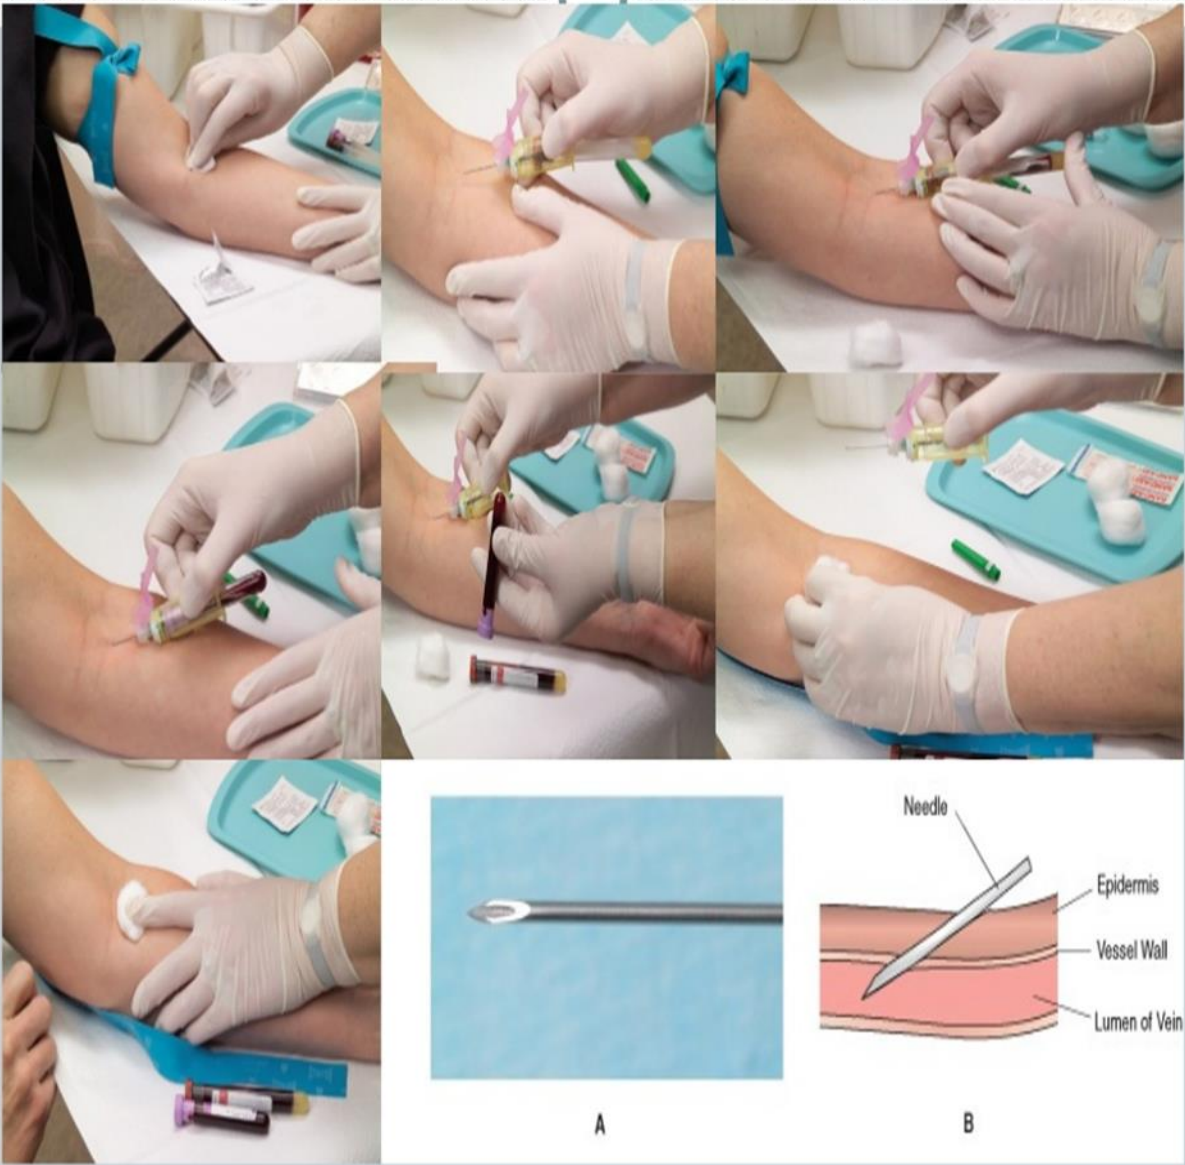 Needle
Epidermis
Vessel Wall
Lumen of Vein
A
B